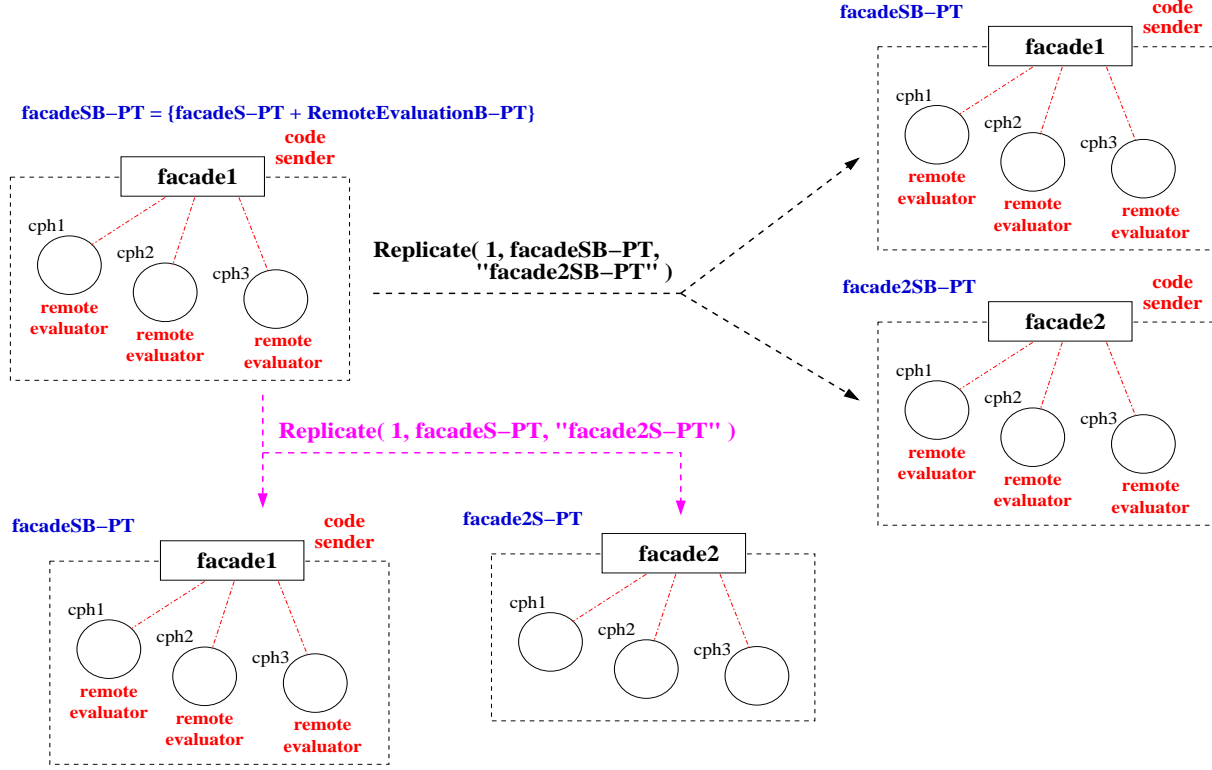 facadeSB−PT = {facadeS−PT + RemoteEvaluationB−PT}
code
sender
facade1
cph1
cph2
cph3
remote
evaluator
remote
evaluator
remote
evaluator
Replicate( 1, facadeSB−PT,
"facade2SB−PT" )
facadeSB−PT
code
sender
facade1
cph1
cph2
cph3
remote
evaluator
remote
evaluator
remote
evaluator
facade2SB−PT
code
sender
facade2
cph1
cph2
cph3
remote
evaluator
remote
evaluator
remote
evaluator
Replicate( 1, facadeS−PT, "facade2S−PT" )
facadeSB−PT
code
sender
facade1
cph1
cph2
cph3
remote
evaluator
remote
evaluator
remote
evaluator
facade2S−PT
facade2
cph1
cph2
cph3